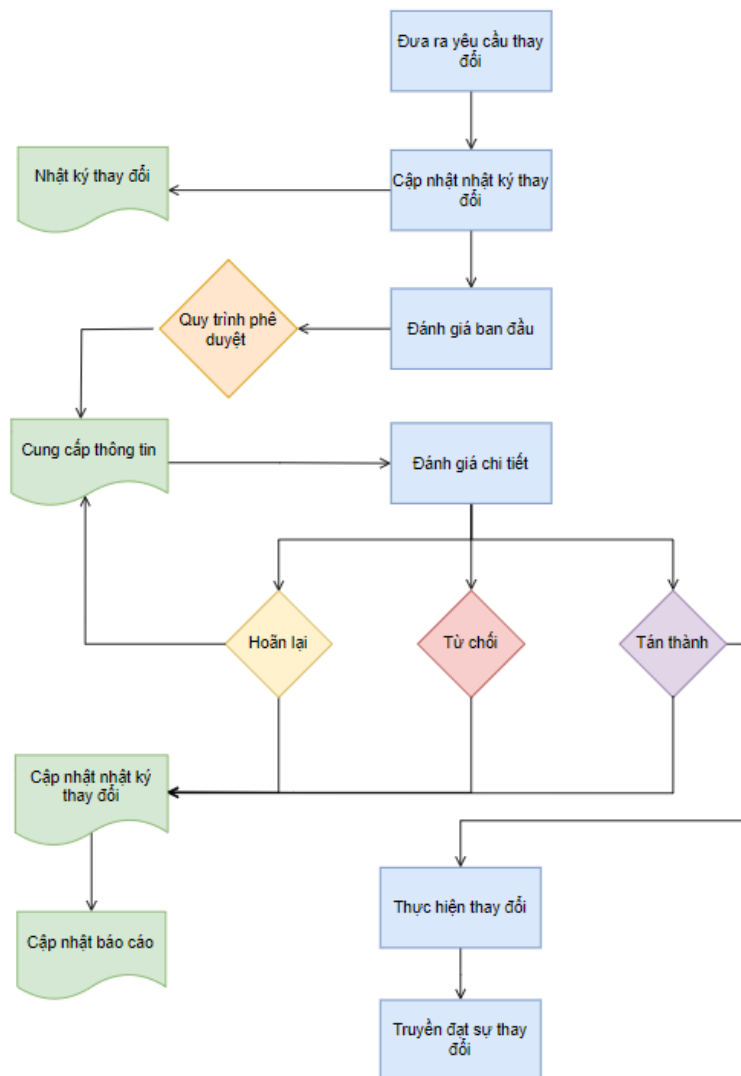 Đưa ra yêu cầu thay
đổi
Nhật ký thay đổi
Cập nhật nhật ký thay
đổi
Quy trình phê
duyệt
Đánh giá ban đầu
Cung cấp thông tin
Đánh giá chi tiết
Hoãn lại
Từ chối
Tán thành
Cập nhật nhật ký
thay đổi
Thực hiện thay đổi
Cập nhật báo cáo
Truyền đạt sự thay
đổi